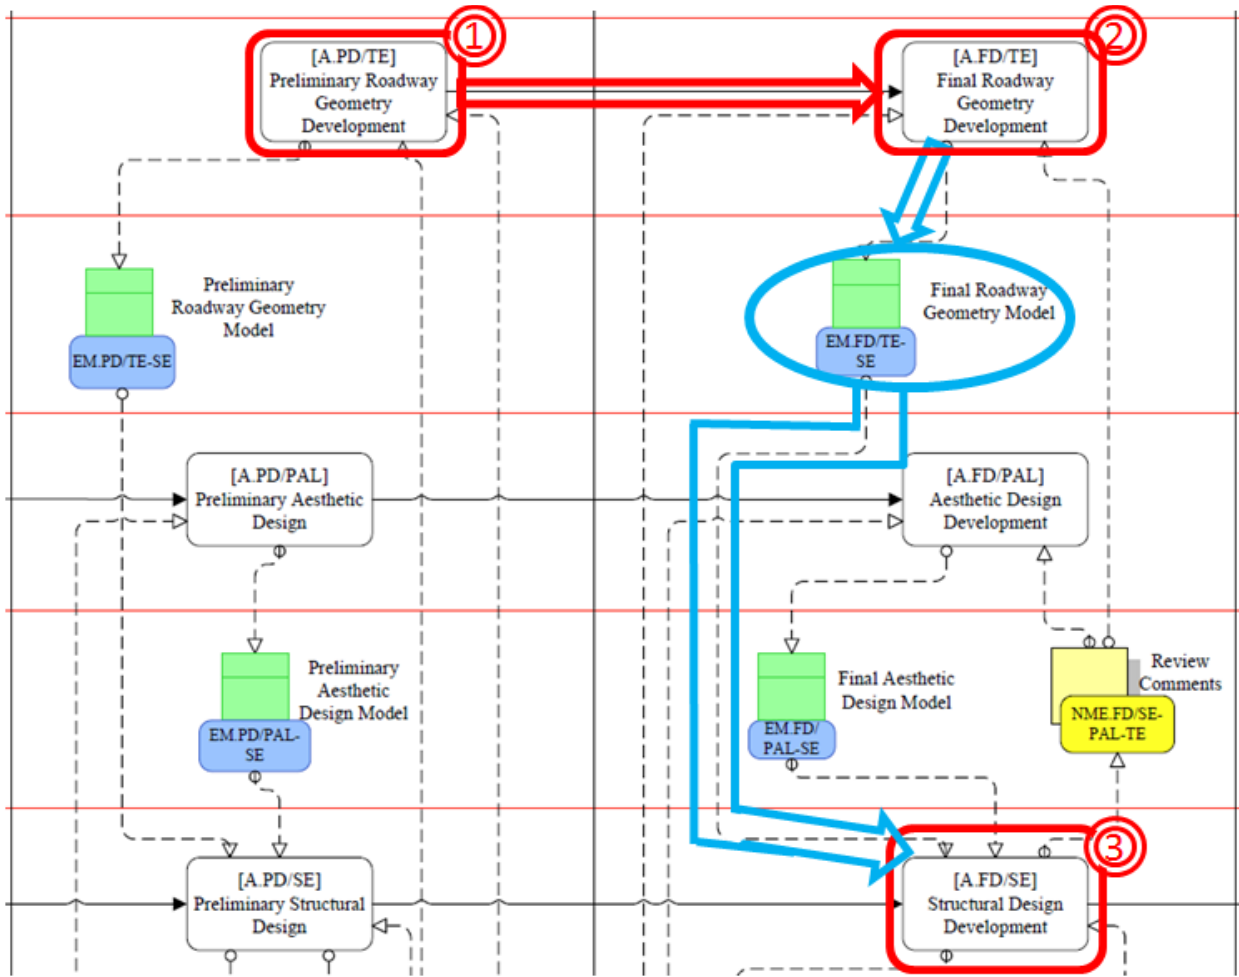 1
2
[A.PD/TE]
Preliminary Roadway
Geometry
Development
[A.FD/TE]
Final Roadway
Geometry
Development
Preliminary
Roadway Geometry
Model
EM.PD/TE-SE
Final Roadway
Geometry Model
EM.FD/TE-
SE
[A.PD/PAL]
Preliminary Aesthetic
Design
[A.FD/PAL]
Aesthetic Design
Development
Preliminary
Aesthetic
Design Model
EM.PD/PAL-
SE
Final Aesthetic
Design Model
EM.FD/
PAL-SE
Review
Comments
NME.FD/SE-
PAL-TE
3
[A.PD/SE]
Preliminary Structural
Design
[A.FD/SE]
Structural Design
Development